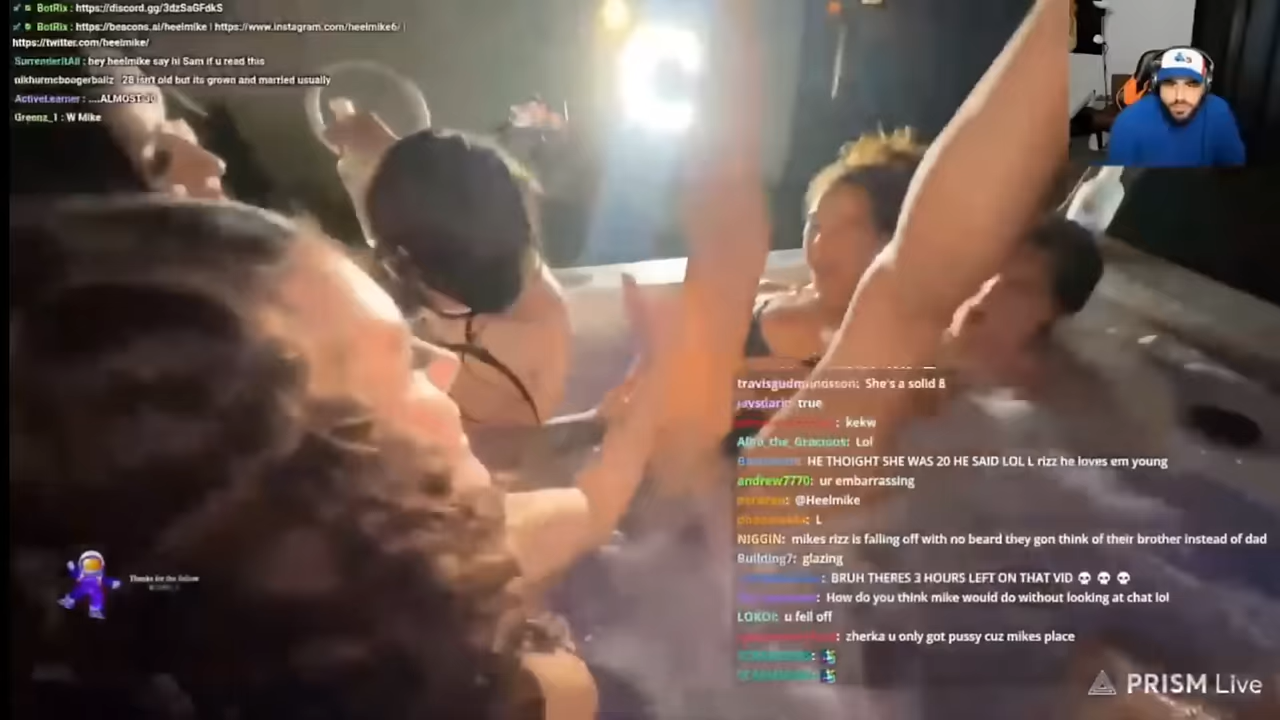 BotRix : https://discord.gg/3dzSaGFdkS
BotRix : https://beacons.ai/heelmike | https://www.instagram.com/heelmike6/ |
https://twitter.com/heelmike/
SurrenderitAll : hey heelmike say hi Sam if u read this
nikhurmcboogerballz : 28 isn't old but its grown and married usually
ActiveLearner : ....ALMOST 30
Greenz_1 : W Mike
travisgudmundsson: She's a solid 8
jaysdario: true
: kekw
Alro_the_Gracious: Lol
: HE THOIGHT SHE WAS 20 HE SAID LOL L rizz he loves em young
andrew7770: ur embarrassing
: @Heelmike
: L
NIGGIN: mikes rizz is falling off with no beard they gon think of their brother instead of dad
Building7: glazing
: BRUH THERES 3 HOURS LEFT ON THAT VID 💀 💀 💀
: How do you think mike would do without looking at chat lol
LOKOi: u fell off
: zherka u only got pussy cuz mikes place
Thanks for the follow
PRISM Live